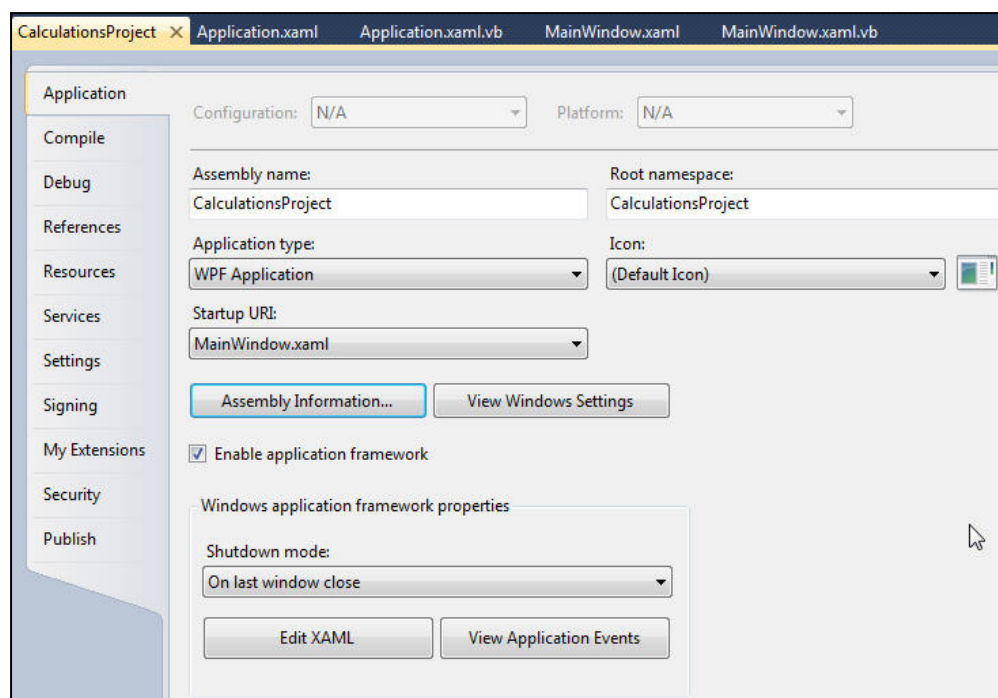 CalculationsProject Application.xaml Application.xaml.vb MainWindow.xaml MainWindow.xaml.vb
Application
Compile
Debug
References
Resources
Services
Settings
Signing
My Extensions
Security
Publish
Configuration: N/A Platform: N/A
Assembly name: Root namespace:
CalculationsProject CalculationsProject
Application type: Icon:
WPF Application (Default Icon)
Startup URI:
MainWindow.xaml
Assembly Information... View Windows Settings
Enable application framework
Windows application framework properties
Shutdown mode:
On last window close
Edit XAML View Application Events